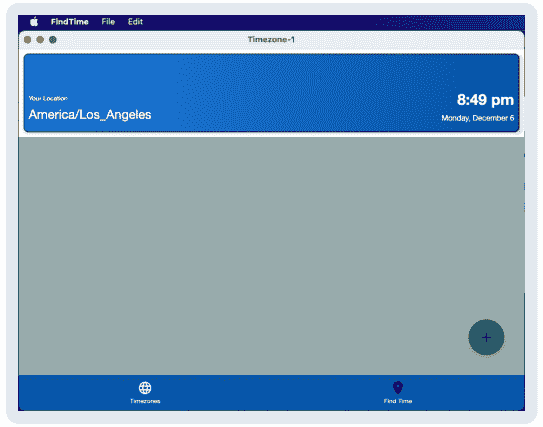 FindTime File Edit
Timezone-1
Your Location
America/Los_Angeles
8:49 pm
Monday, December 6
+
Timezones
Find Time